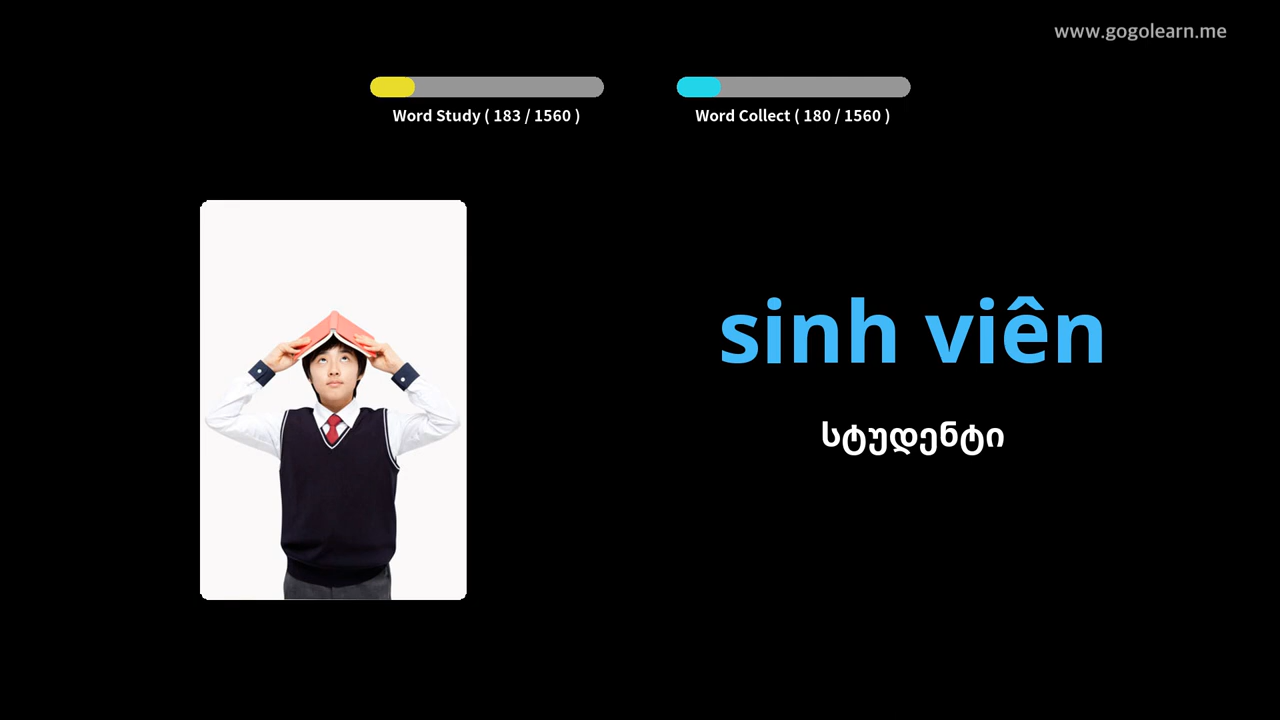 www.gogolearn.me
Word Study ( 183 / 1560 )
Word Collect ( 180 / 1560 )
sinh viên
სტუდენტი